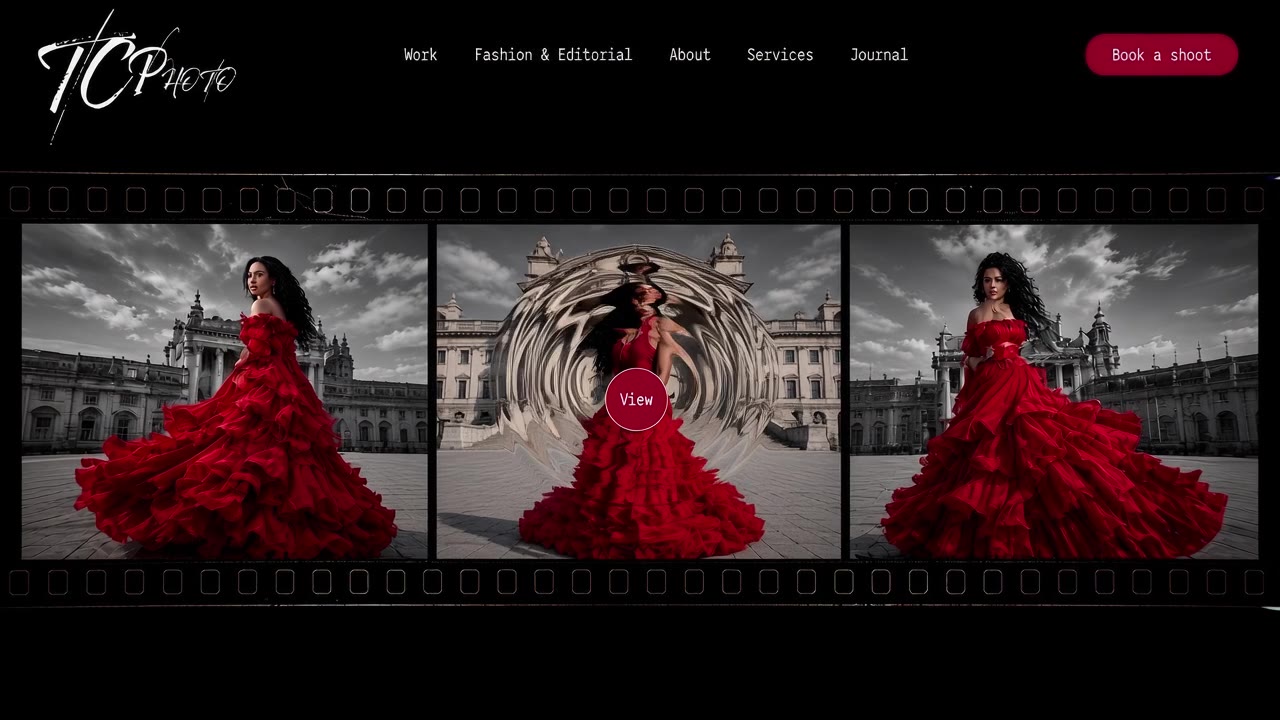 TCPHOTO
Work
Fashion & Editorial
About
Services
Journal
Book a shoot
View